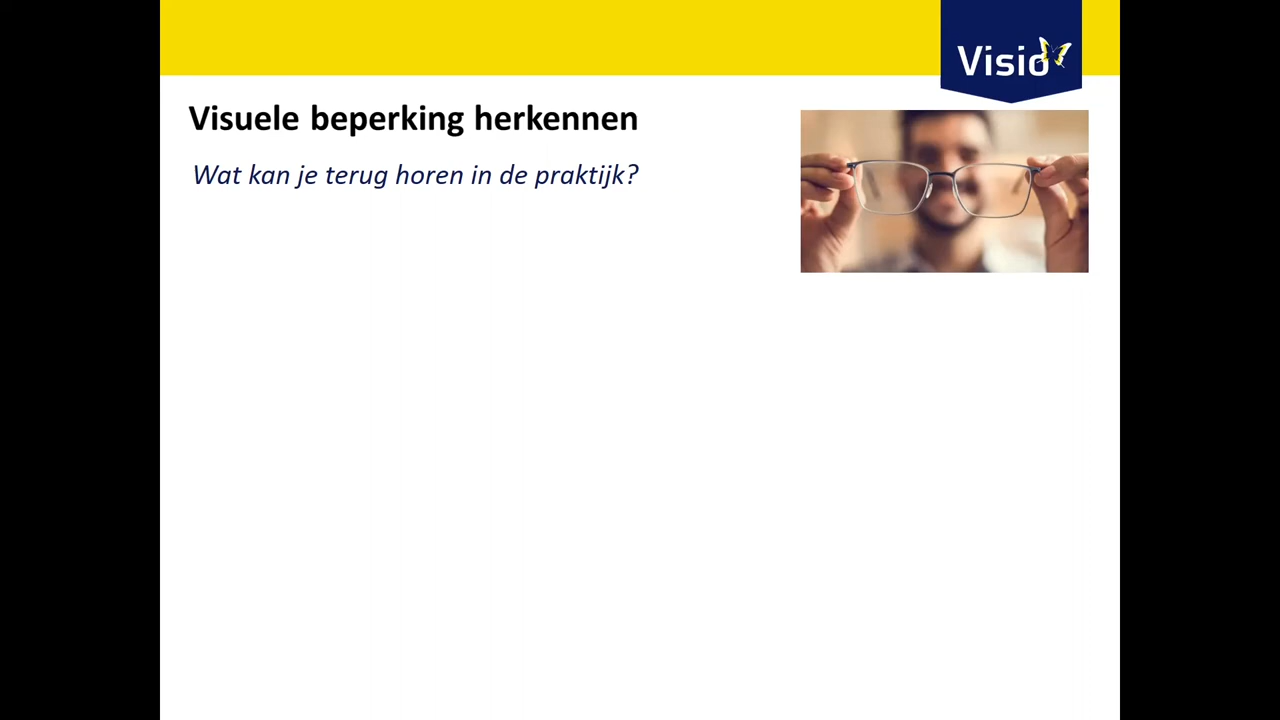 Visio
Visuele beperking herkennen
Wat kan je terug horen in de praktijk?